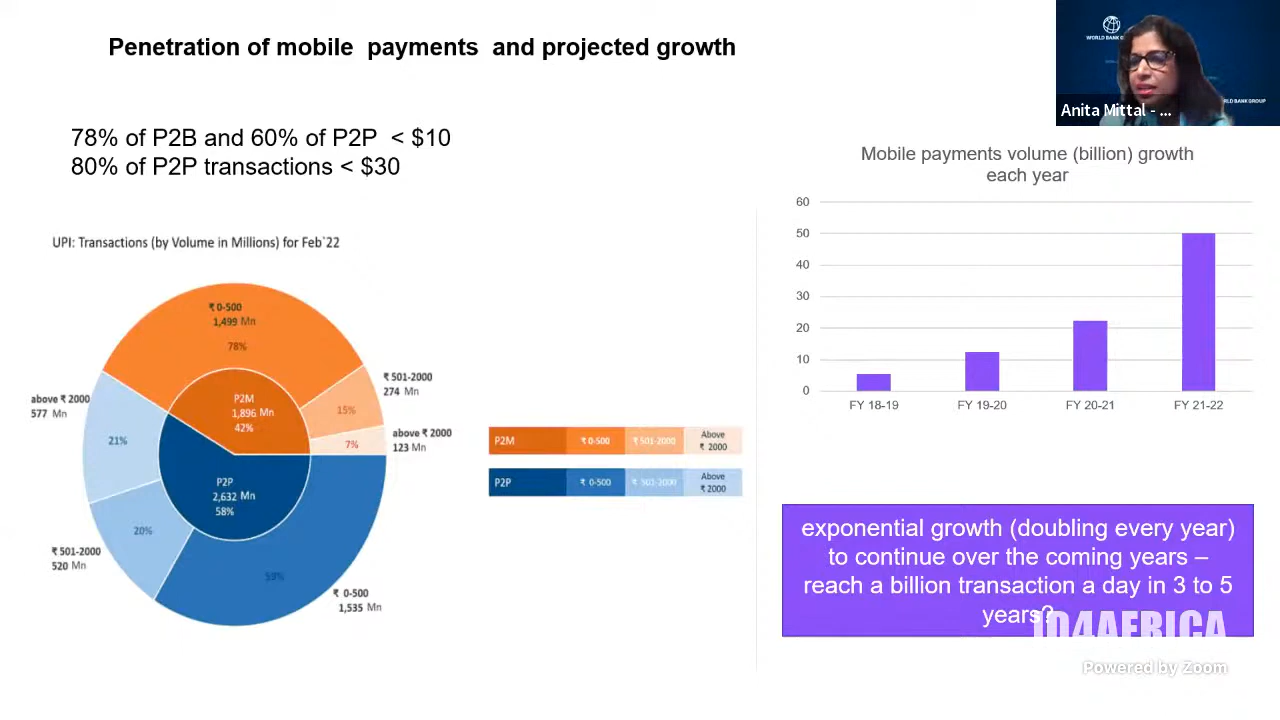 Penetration of mobile payments and projected growth
WORLD BANK G
RLD BANK GROUP
Anita Mittal - ...
78% of P2B and 60% of P2P < $10
80% of P2P transactions < $30
UPI: Transactions (by Volume in Millions) for Feb`22
₹ 0-500
1,499 Mn
78%
₹ 501-2000
274 Mn
15%
above ₹ 2000
123 Mn
7%
P2M
1,896 Mn
42%
above ₹ 2000
577 Mn
21%
P2P
2,632 Mn
58%
20%
₹ 501-2000
520 Mn
59%
₹ 0-500
1,535 Mn
P2M ₹ 0-500 ₹ 501-2000 Above ₹ 2000
P2P ₹ 0-500 ₹ 501-2000 Above ₹ 2000
Mobile payments volume (billion) growth
each year
60
50
40
30
20
10
0
FY 18-19 FY 19-20 FY 20-21 FY 21-22
exponential growth (doubling every year)
to continue over the coming years –
reach a billion transaction a day in 3 to 5
years?
ID4AFRICA
Powered by Zoom